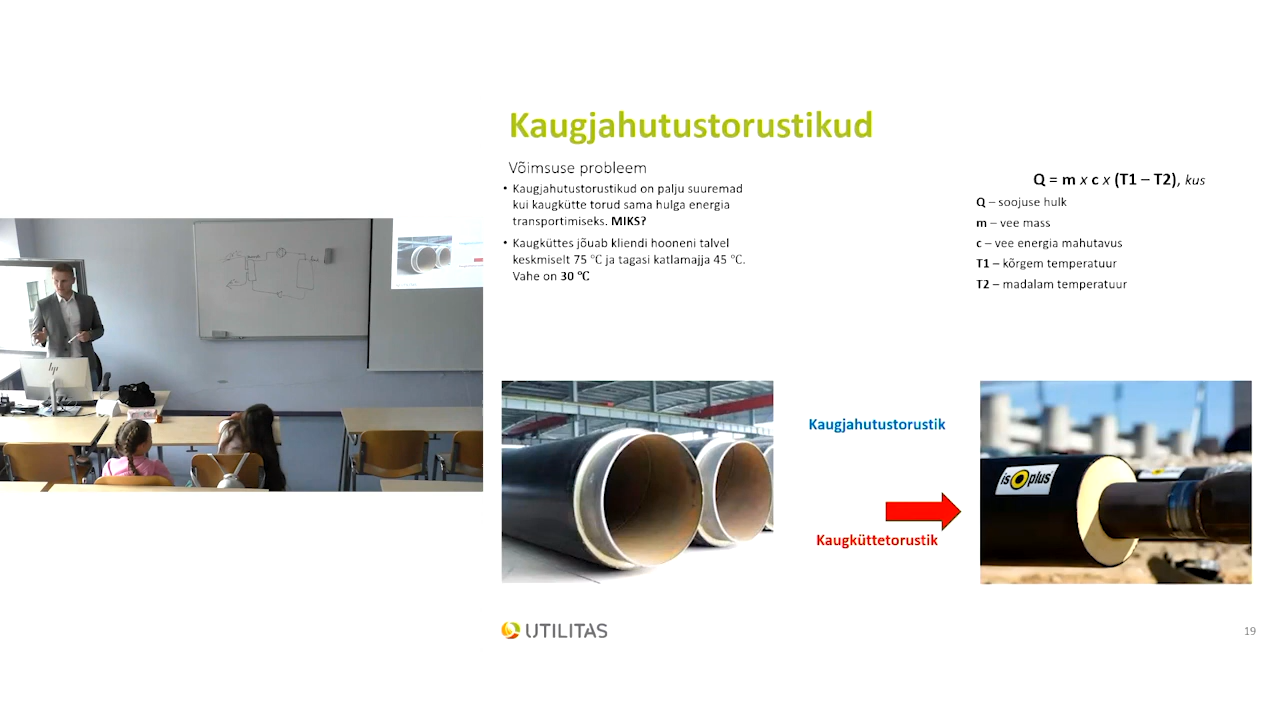 Kaugjahutustorustikud
Võimsuse probleem
• Kaugjahutustorustikud on palju suuremad
kui kaugkütte torud sama hulga energia
transportimiseks. MIKS?
• Kaugküttes jõuab kliendi hooneni talvel
keskmiselt 75 °C ja tagasi katlamajja 45 °C.
Vahe on 30 °C
Q = m x c x (T1 – T2), kus
Q – soojuse hulk
m – vee mass
c – vee energia mahutavus
T1 – kõrgem temperatuur
T2 – madalam temperatuur
Kaugjahutustorustik
Kaugküttetorustik
isoplus
hp
UTILITAS
19